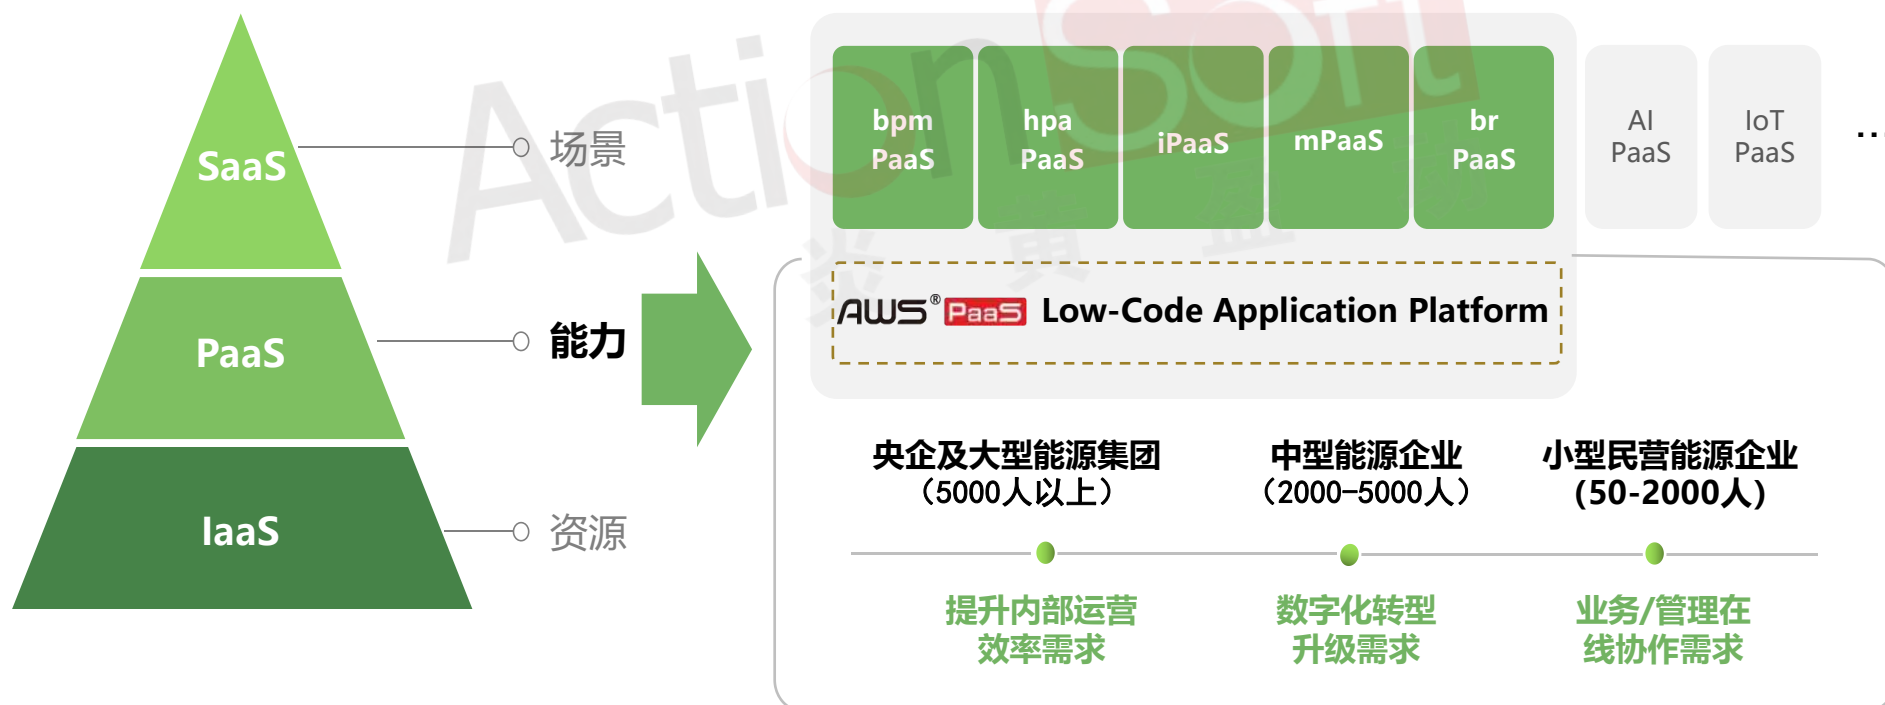 SaaS
场景
PaaS
能力
IaaS
资源
bpm
PaaS
hpa
PaaS
iPaaS
mPaaS
br
PaaS
AI
PaaS
IoT
PaaS
...
AWS® PaaS Low-Code Application Platform
央企及大型能源集团
（5000人以上）
中型能源企业
（2000-5000人）
小型民营能源企业
(50-2000人)
提升内部运营
效率需求
数字化转型
升级需求
业务/管理在
线协作需求
ActionSoft
炎黄盈动